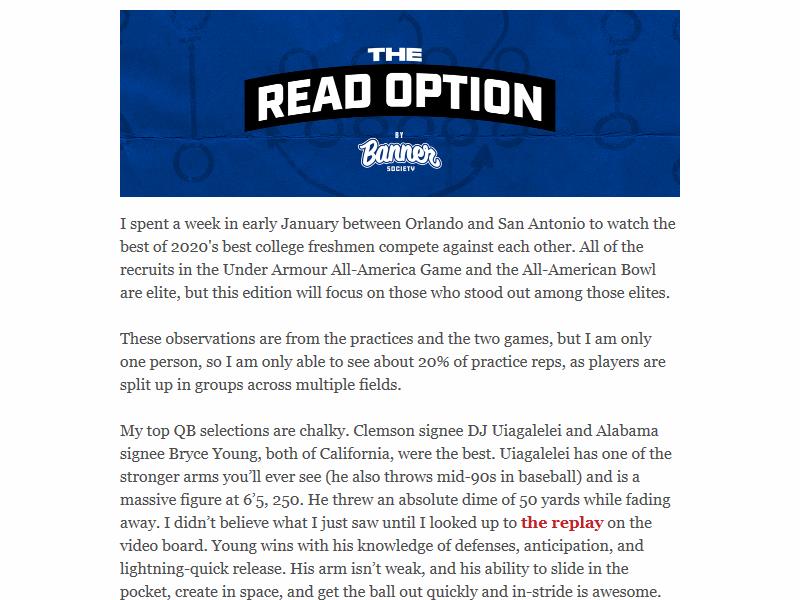 THE
READ OPTION
BY
Banner
SOCIETY
I spent a week in early January between Orlando and San Antonio to watch the
best of 2020's best college freshmen compete against each other. All of the
recruits in the Under Armour All-America Game and the All-American Bowl
are elite, but this edition will focus on those who stood out among those elites.
These observations are from the practices and the two games, but I am only
one person, so I am only able to see about 20% of practice reps, as players are
split up in groups across multiple fields.
My top QB selections are chalky. Clemson signee DJ Uiagalelei and Alabama
signee Bryce Young, both of California, were the best. Uiagalelei has one of the
stronger arms you’ll ever see (he also throws mid-90s in baseball) and is a
massive figure at 6’5, 250. He threw an absolute dime of 50 yards while fading
away. I didn’t believe what I just saw until I looked up to the replay on the
video board. Young wins with his knowledge of defenses, anticipation, and
lightning-quick release. His arm isn’t weak, and his ability to slide in the
pocket, create in space, and get the ball out quickly and in-stride is awesome.